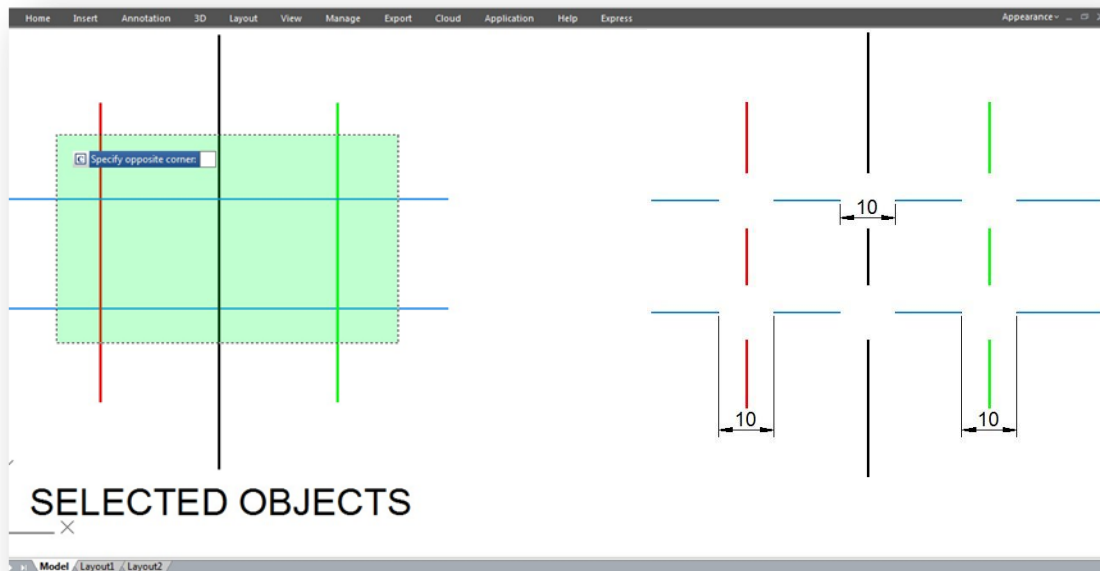 Home Insert Annotation 3D Layout View Manage Export Cloud Application Help Express Appearance
C Specify opposite corner:
10
10 10
SELECTED OBJECTS
Model Layout1 Layout2